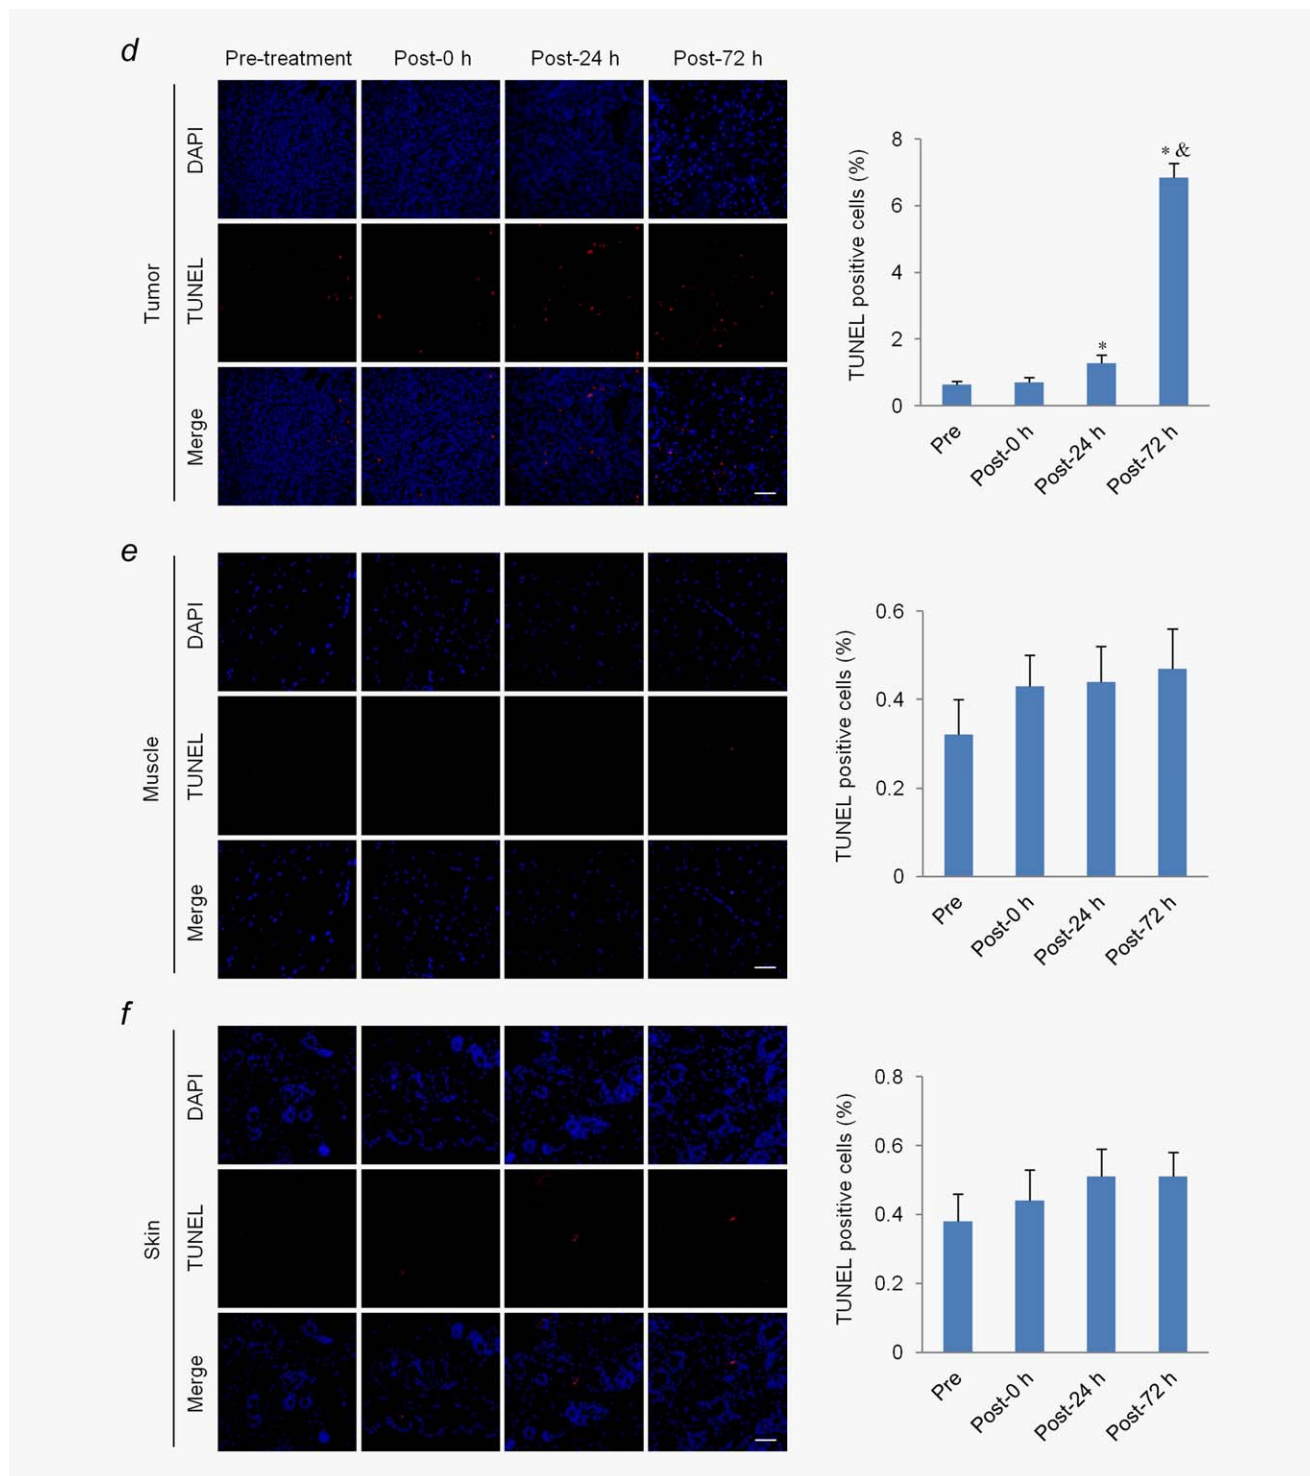 d
Pre-treatment Post-0 h Post-24 h Post-72 h
Tumor
DAPI
TUNEL
Merge
TUNEL positive cells (%)
8
6
4
2
0
* &
*
Pre Post-0 h Post-24 h Post-72 h
e
Muscle
DAPI
TUNEL
Merge
TUNEL positive cells (%)
0.6
0.4
0.2
0
Pre Post-0 h Post-24 h Post-72 h
f
Skin
DAPI
TUNEL
Merge
TUNEL positive cells (%)
0.8
0.6
0.4
0.2
0
Pre Post-0 h Post-24 h Post-72 h